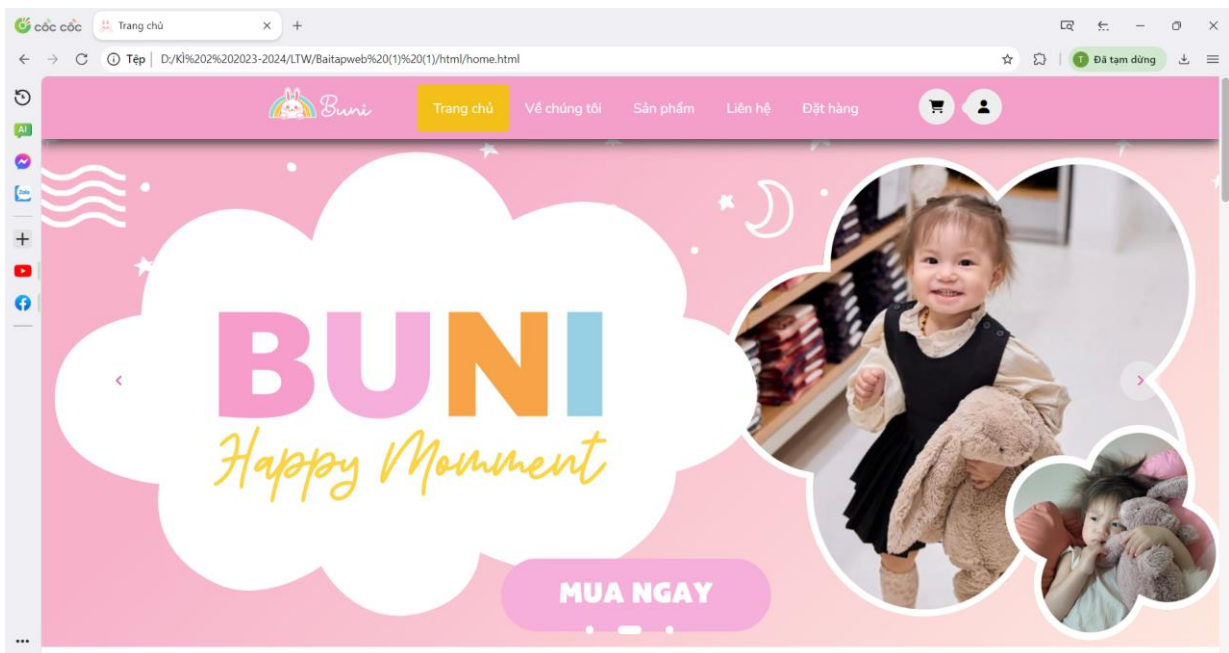 cốc cốc
Trang chủ
Tệp
D:/KÌ%202%202023-2024/LTW/Baitapweb%20(1)%20(1)/html/home.html
T
Đã tạm dừng
AI
Zalo
Buni
Trang chủ
Về chúng tôi
Sản phẩm
Liên hệ
Đặt hàng
BUNI
Happy Momment
MUA NGAY